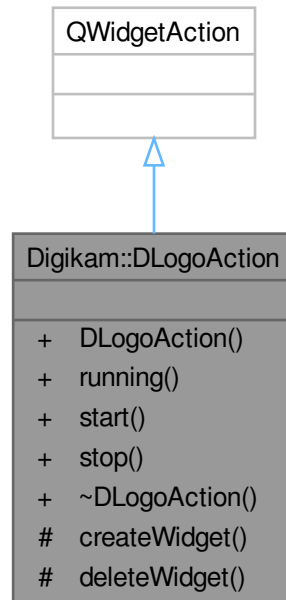 QWidgetAction
Digikam::DLogoAction
+ DLogoAction()
+ running()
+ start()
+ stop()
+ ~DLogoAction()
# createWidget()
# deleteWidget()